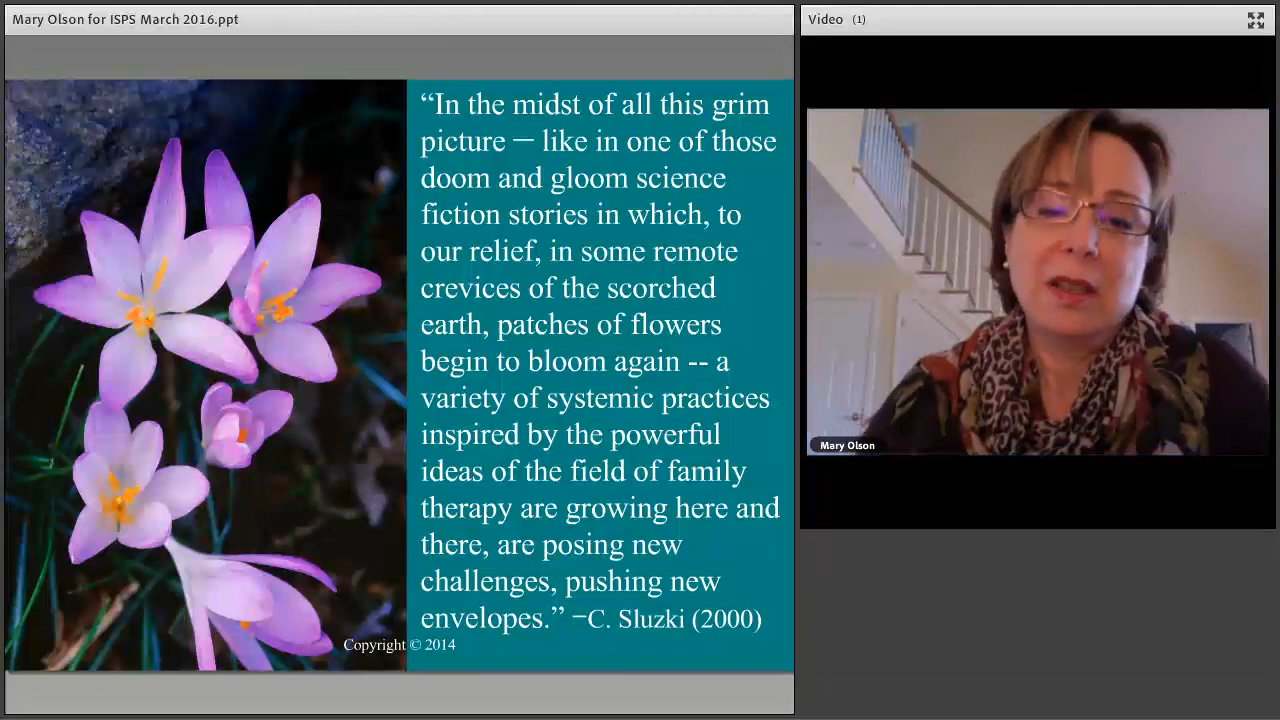 Mary Olson for ISPS March 2016.ppt
Video (1)
“In the midst of all this grim
picture – like in one of those
doom and gloom science
fiction stories in which, to
our relief, in some remote
crevices of the scorched
earth, patches of flowers
begin to bloom again -- a
variety of systemic practices
inspired by the powerful
ideas of the field of family
therapy are growing here and
there, are posing new
challenges, pushing new
envelopes.” –C. Sluzki (2000)
Copyright © 2014
Mary Olson